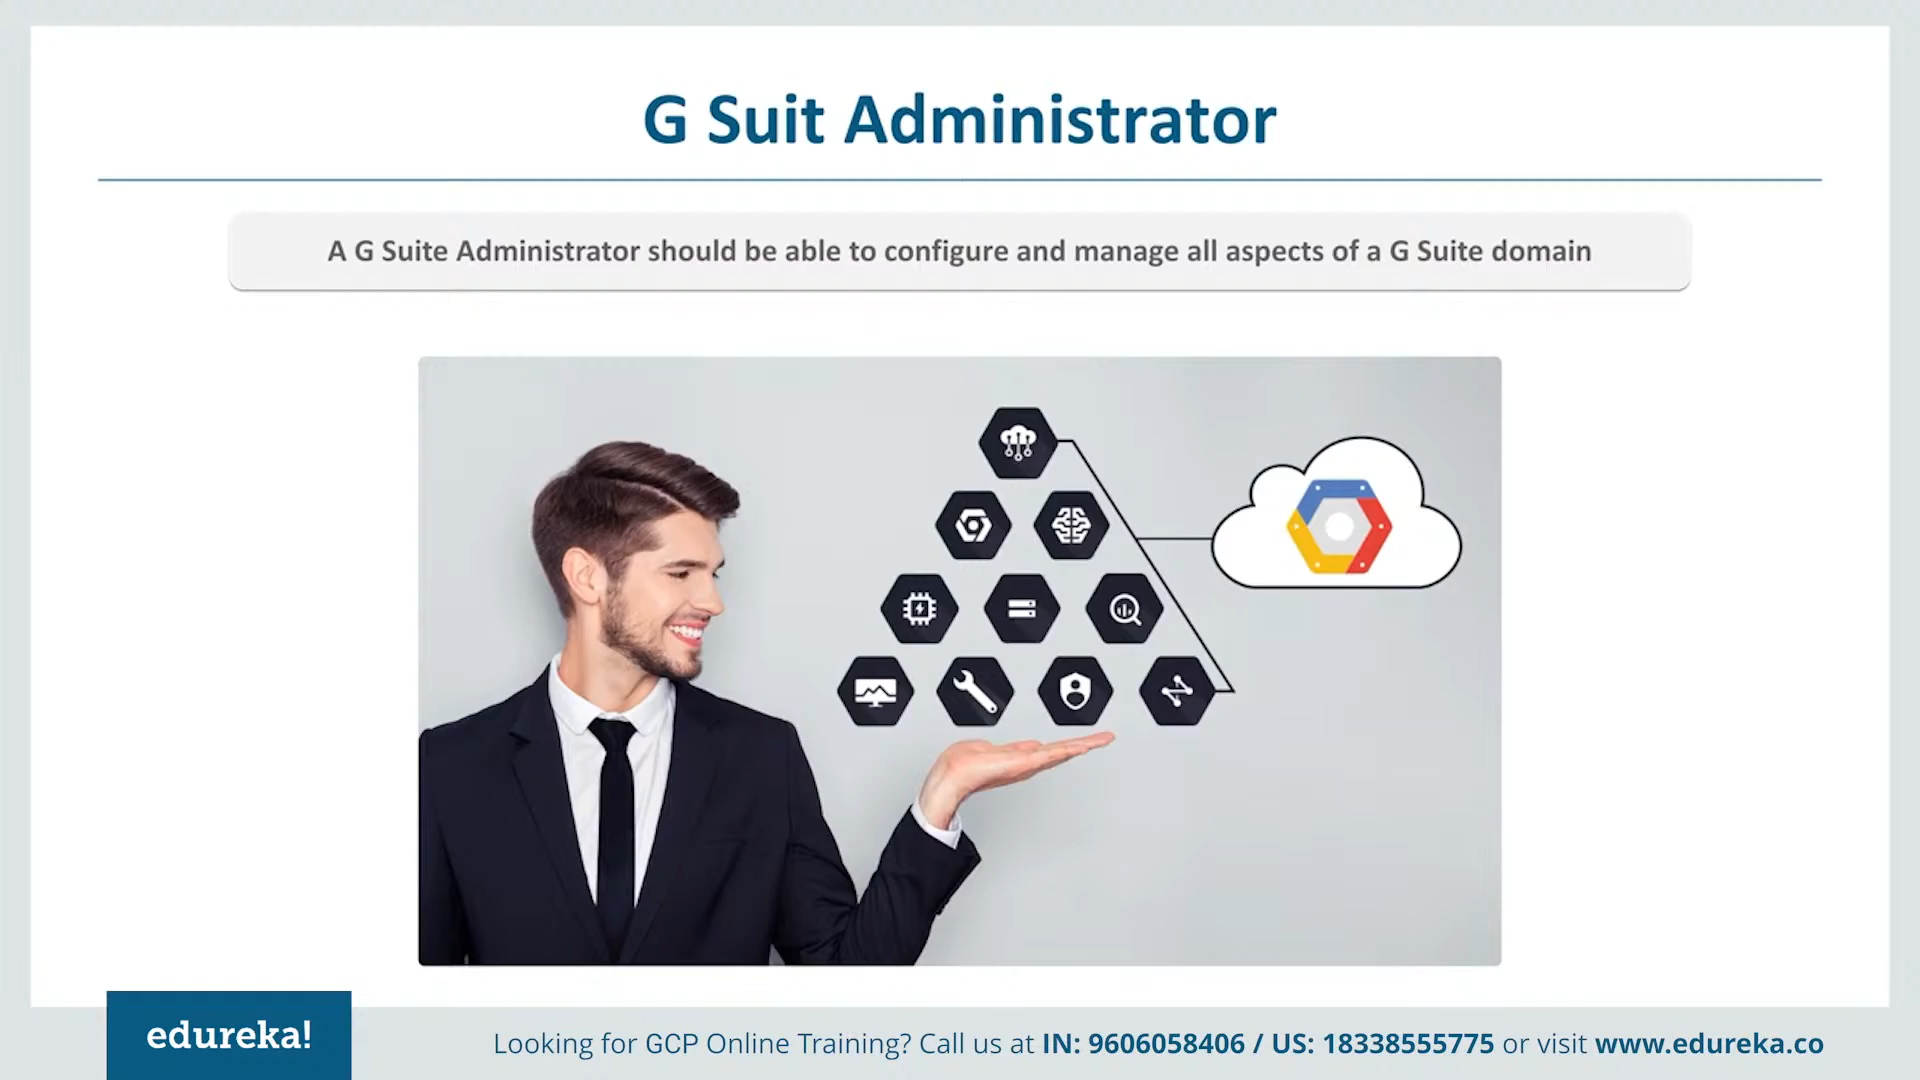 G Suit Administrator
A G Suite Administrator should be able to configure and manage all aspects of a G Suite domain
edureka!
Looking for GCP Online Training? Call us at IN: 9606058406 / US: 18338555775 or visit www.edureka.co